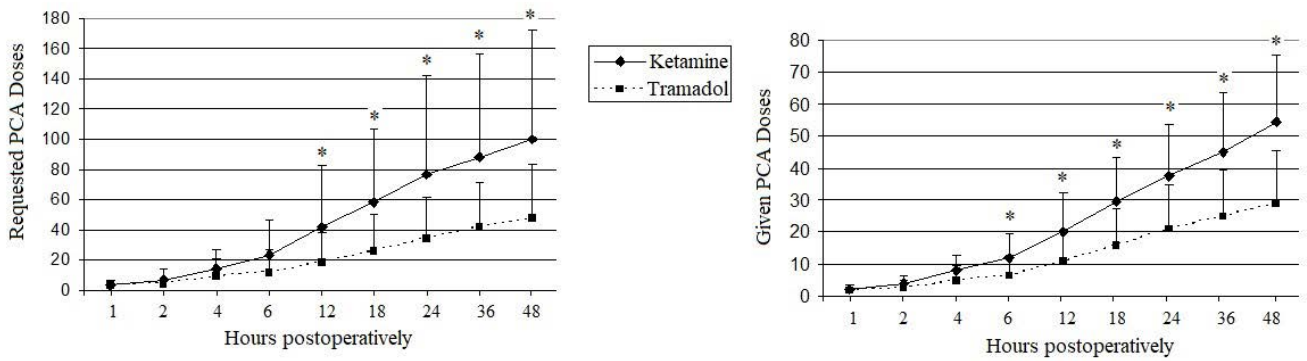 180
160
140
120
100
80
60
40
20
0
Requested PCA Doses
* * * * *
1 2 4 6 12 18 24 36 48
Hours postoperatively
Ketamine
Tramadol
80
70
60
50
40
30
20
10
0
Given PCA Doses
* * * * * *
1 2 4 6 12 18 24 36 48
Hours postoperatively